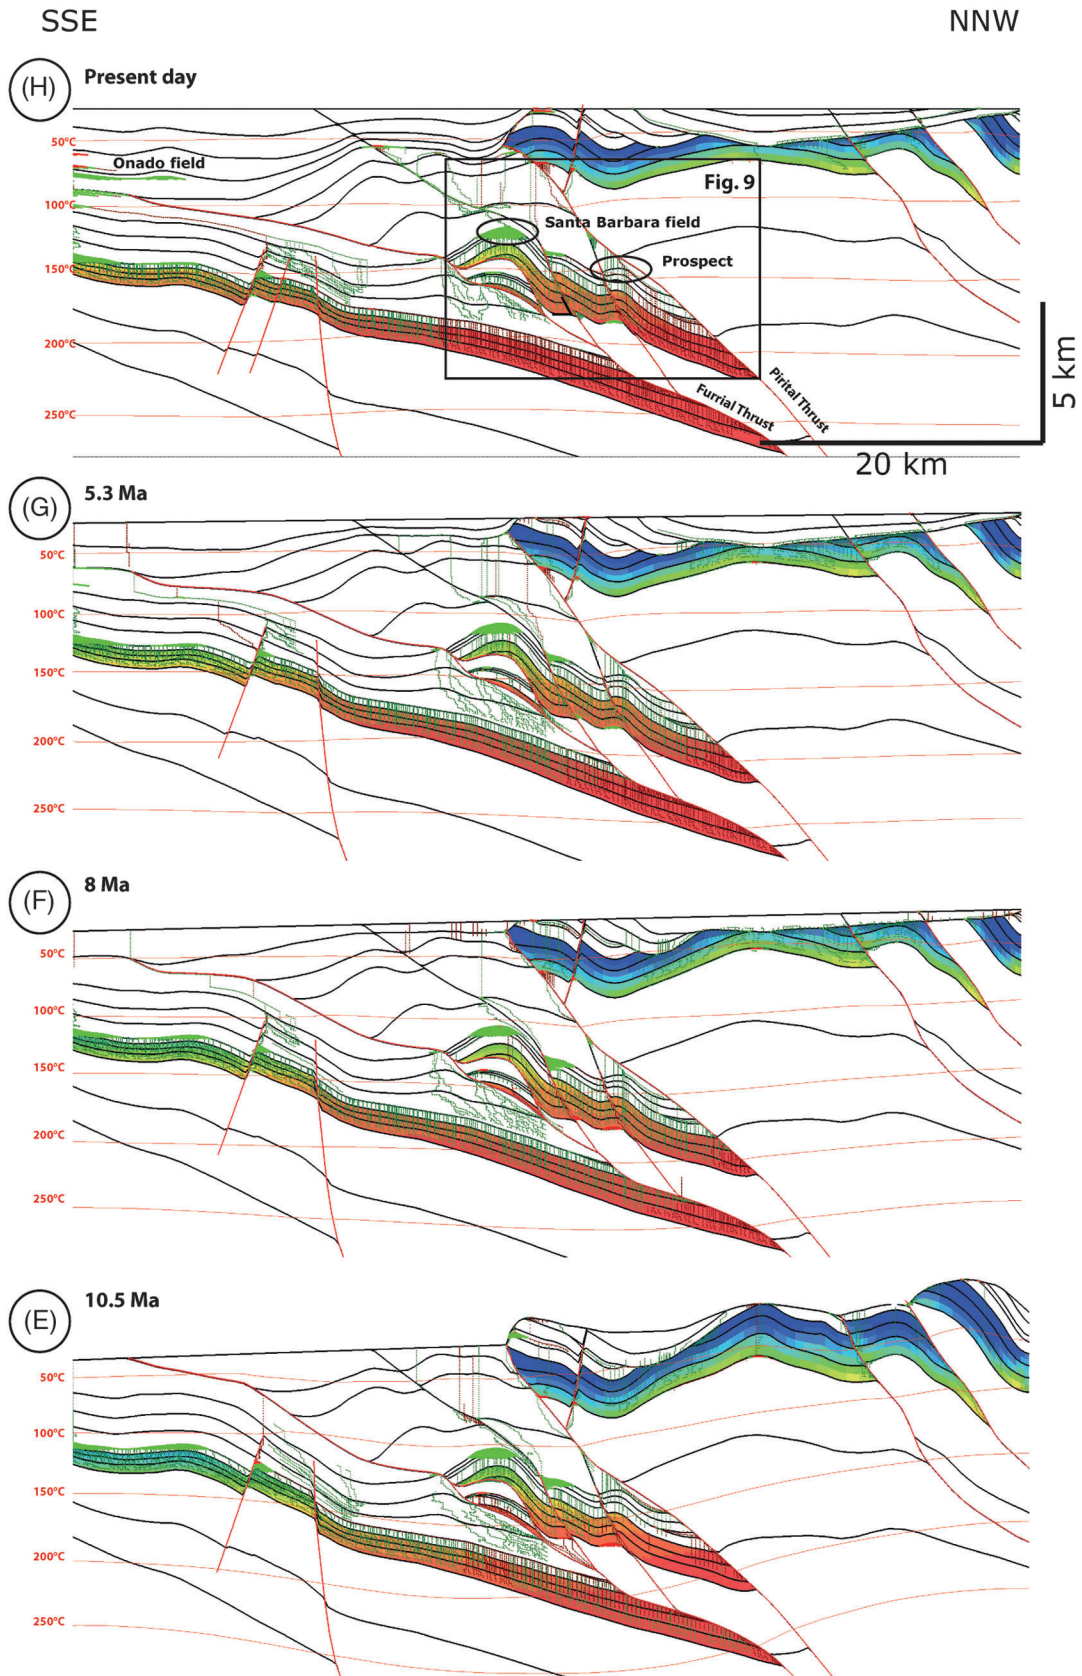 SSE
NNW
(H)
Present day
50°C
Onado field
Fig. 9
100°C
Santa Barbara field
Prospect
150°C
200°C
Furrial Thrust
Pirital Thrust
250°C
5 km
20 km
(G)
5.3 Ma
50°C
100°C
150°C
200°C
250°C
(F)
8 Ma
50°C
100°C
150°C
200°C
250°C
(E)
10.5 Ma
50°C
100°C
150°C
200°C
250°C